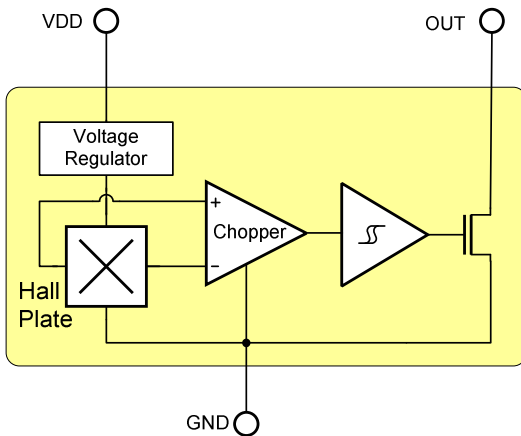 VDD
OUT
Voltage
Regulator
+
Chopper
−
Hall
Plate
GND